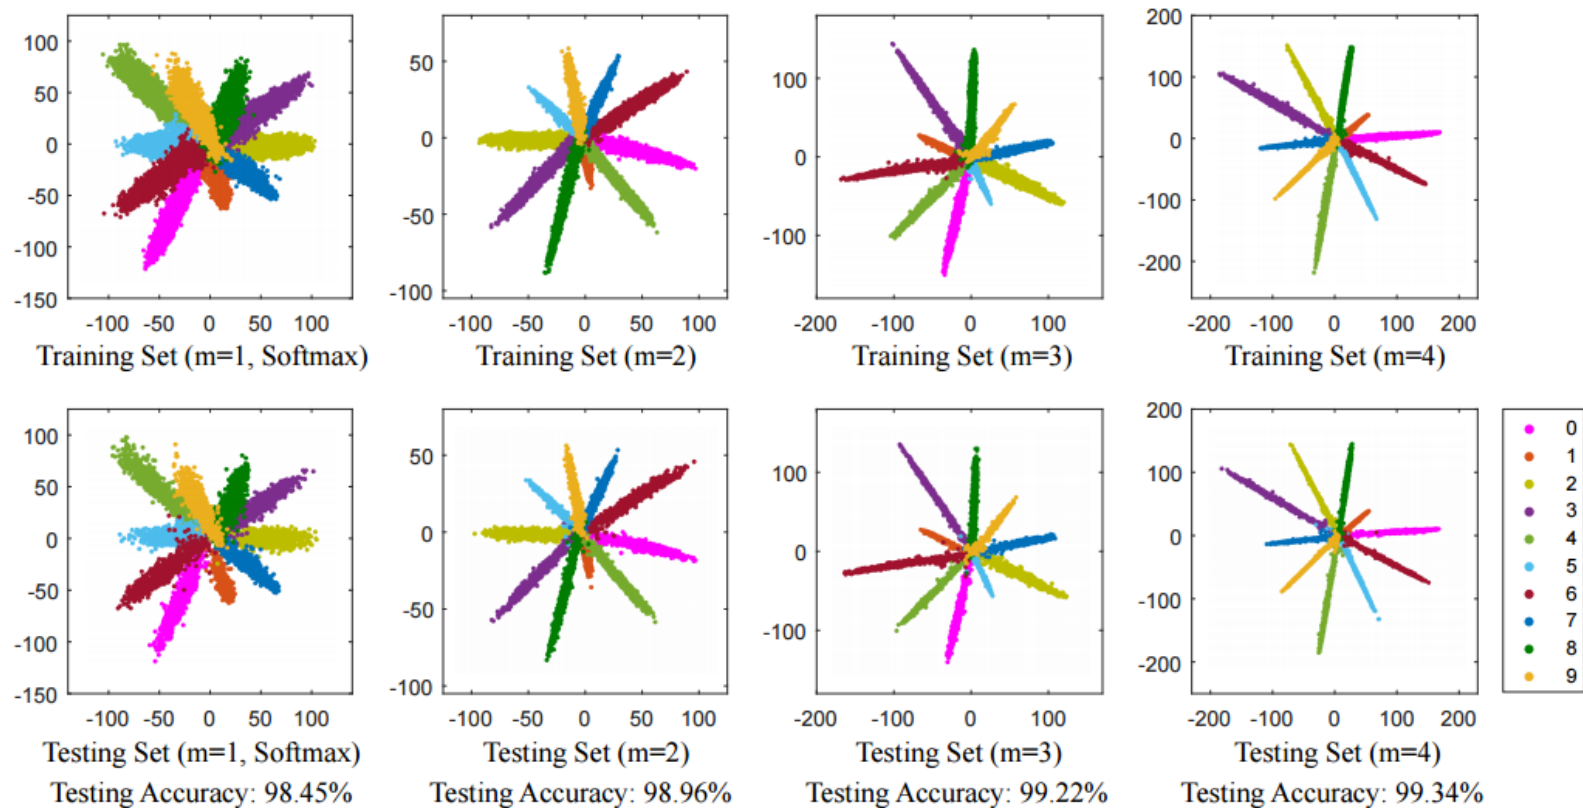 100
50
0
-50
-100
-150
-100 -50 0 50 100
Training Set (m=1, Softmax)
50
0
-50
-100
-100 -50 0 50 100
Training Set (m=2)
100
0
-100
-200 -100 0 100
Training Set (m=3)
200
100
0
-100
-200
-200 -100 0 100 200
Training Set (m=4)
100
50
0
-50
-100
-150
-100 -50 0 50 100
Testing Set (m=1, Softmax)
Testing Accuracy: 98.45%
50
0
-50
-100
-100 -50 0 50 100
Testing Set (m=2)
Testing Accuracy: 98.96%
100
0
-100
-200 -100 0 100
Testing Set (m=3)
Testing Accuracy: 99.22%
200
100
0
-100
-200
-200 -100 0 100 200
Testing Set (m=4)
Testing Accuracy: 99.34%
0
1
2
3
4
5
6
7
8
9